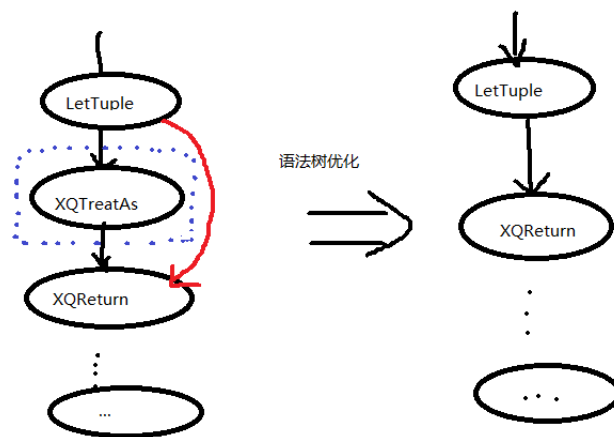 LetTuple
XQTreatAs
XQReturn
...
语法树优化
LetTuple
XQReturn
...